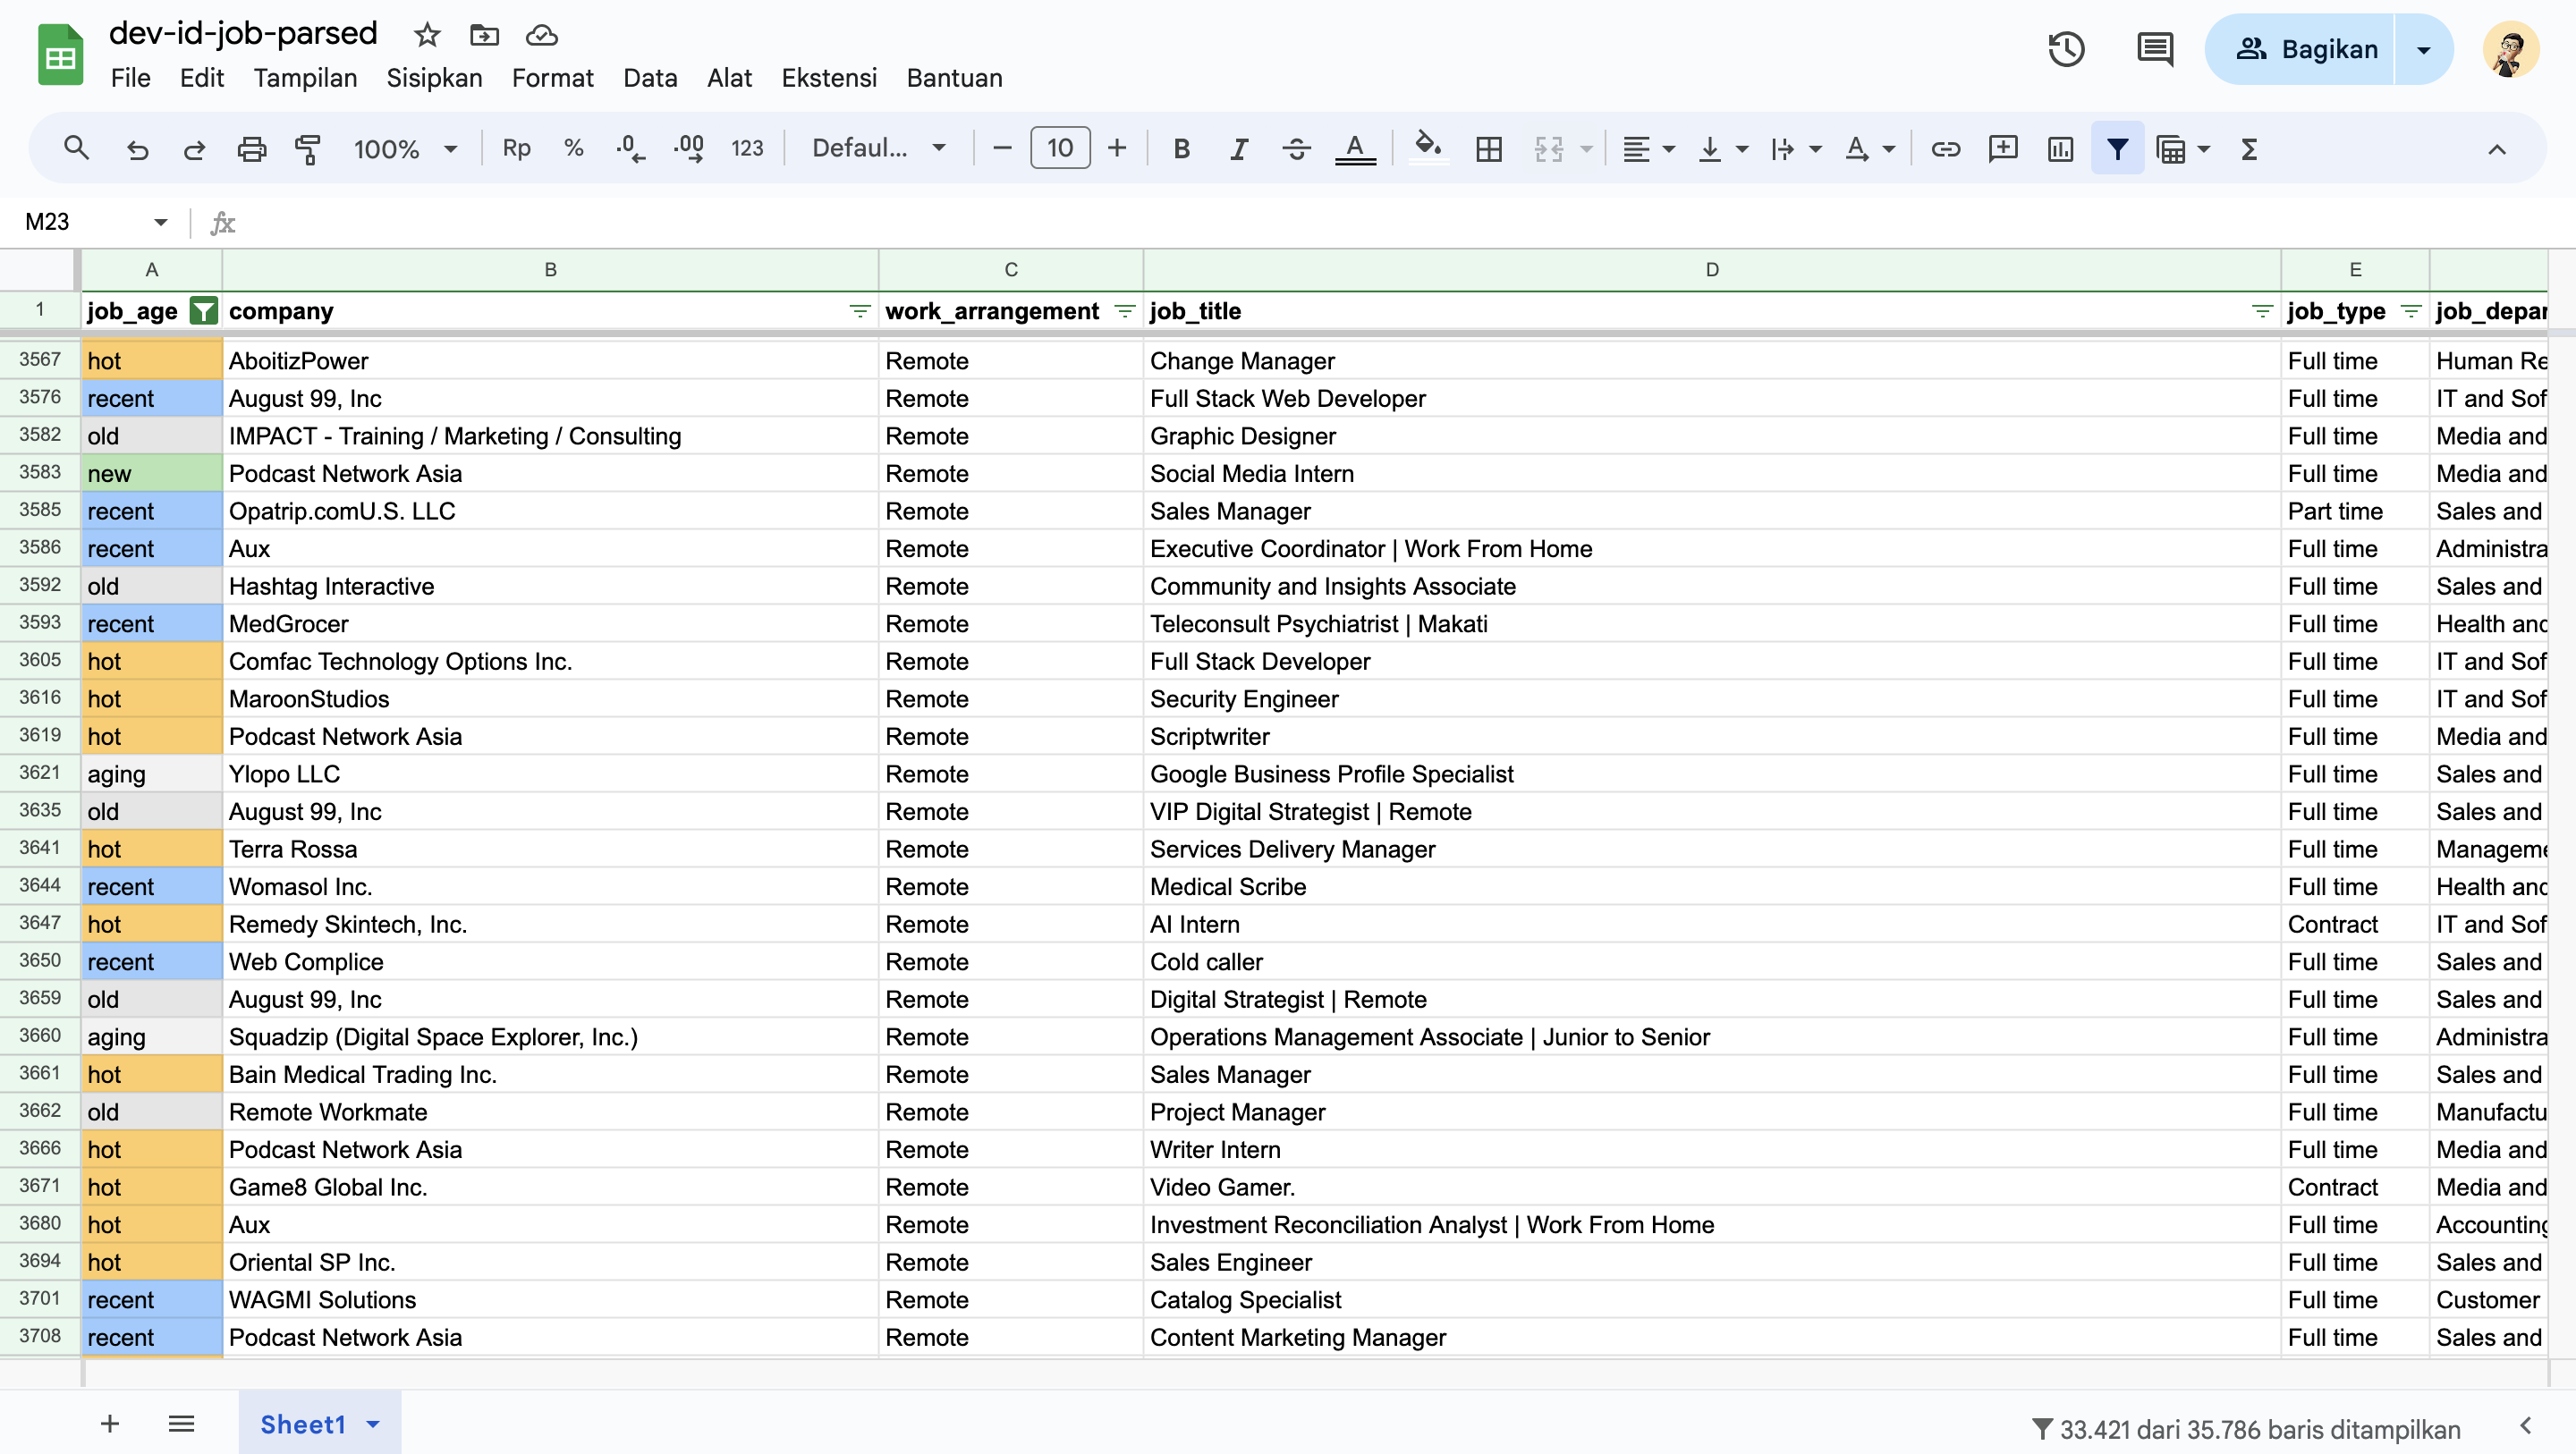 dev-id-job-parsed
File Edit Tampilan Sisipkan Format Data Alat Ekstensi Bantuan
Bagikan
100% Rp % .0 .00 123 Defaul... 10 B I A A Σ
M23 fx
A B C D E
1 job_age company work_arrangement job_title job_type job_depar
3567 hot AboitizPower Remote Change Manager Full time Human Re
3576 recent August 99, Inc Remote Full Stack Web Developer Full time IT and Sof
3582 old IMPACT - Training / Marketing / Consulting Remote Graphic Designer Full time Media and
3583 new Podcast Network Asia Remote Social Media Intern Full time Media and
3585 recent Opatrip.comU.S. LLC Remote Sales Manager Part time Sales and
3586 recent Aux Remote Executive Coordinator | Work From Home Full time Administra
3592 old Hashtag Interactive Remote Community and Insights Associate Full time Sales and
3593 recent MedGrocer Remote Teleconsult Psychiatrist | Makati Full time Health and
3605 hot Comfac Technology Options Inc. Remote Full Stack Developer Full time IT and Sof
3616 hot MaroonStudios Remote Security Engineer Full time IT and Sof
3619 hot Podcast Network Asia Remote Scriptwriter Full time Media and
3621 aging Ylopo LLC Remote Google Business Profile Specialist Full time Sales and
3635 old August 99, Inc Remote VIP Digital Strategist | Remote Full time Sales and
3641 hot Terra Rossa Remote Services Delivery Manager Full time Manageme
3644 recent Womasol Inc. Remote Medical Scribe Full time Health and
3647 hot Remedy Skintech, Inc. Remote AI Intern Contract IT and Sof
3650 recent Web Complice Remote Cold caller Full time Sales and
3659 old August 99, Inc Remote Digital Strategist | Remote Full time Sales and
3660 aging Squadzip (Digital Space Explorer, Inc.) Remote Operations Management Associate | Junior to Senior Full time Administra
3661 hot Bain Medical Trading Inc. Remote Sales Manager Full time Sales and
3662 old Remote Workmate Remote Project Manager Full time Manufactu
3666 hot Podcast Network Asia Remote Writer Intern Full time Media and
3671 hot Game8 Global Inc. Remote Video Gamer. Contract Media and
3680 hot Aux Remote Investment Reconciliation Analyst | Work From Home Full time Accounting
3694 hot Oriental SP Inc. Remote Sales Engineer Full time Sales and
3701 recent WAGMI Solutions Remote Catalog Specialist Full time Customer
3708 recent Podcast Network Asia Remote Content Marketing Manager Full time Sales and
Sheet1
33.421 dari 35.786 baris ditampilkan